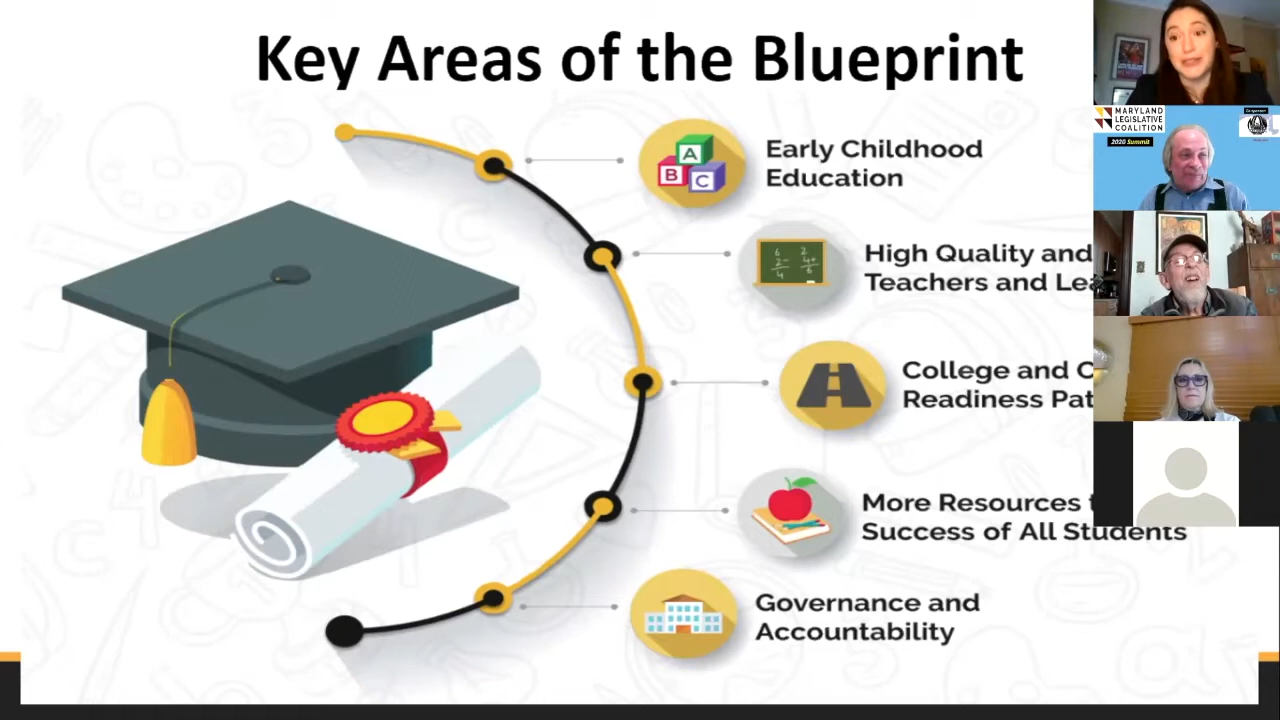 Key Areas of the Blueprint
Early Childhood
Education
High Quality and
Teachers and
College and
Readiness
More Resources
Success of All Students
Governance and
Accountability
A
B
C
MARYLAND
LEGISLATIVE
COALITION
2020 Summit